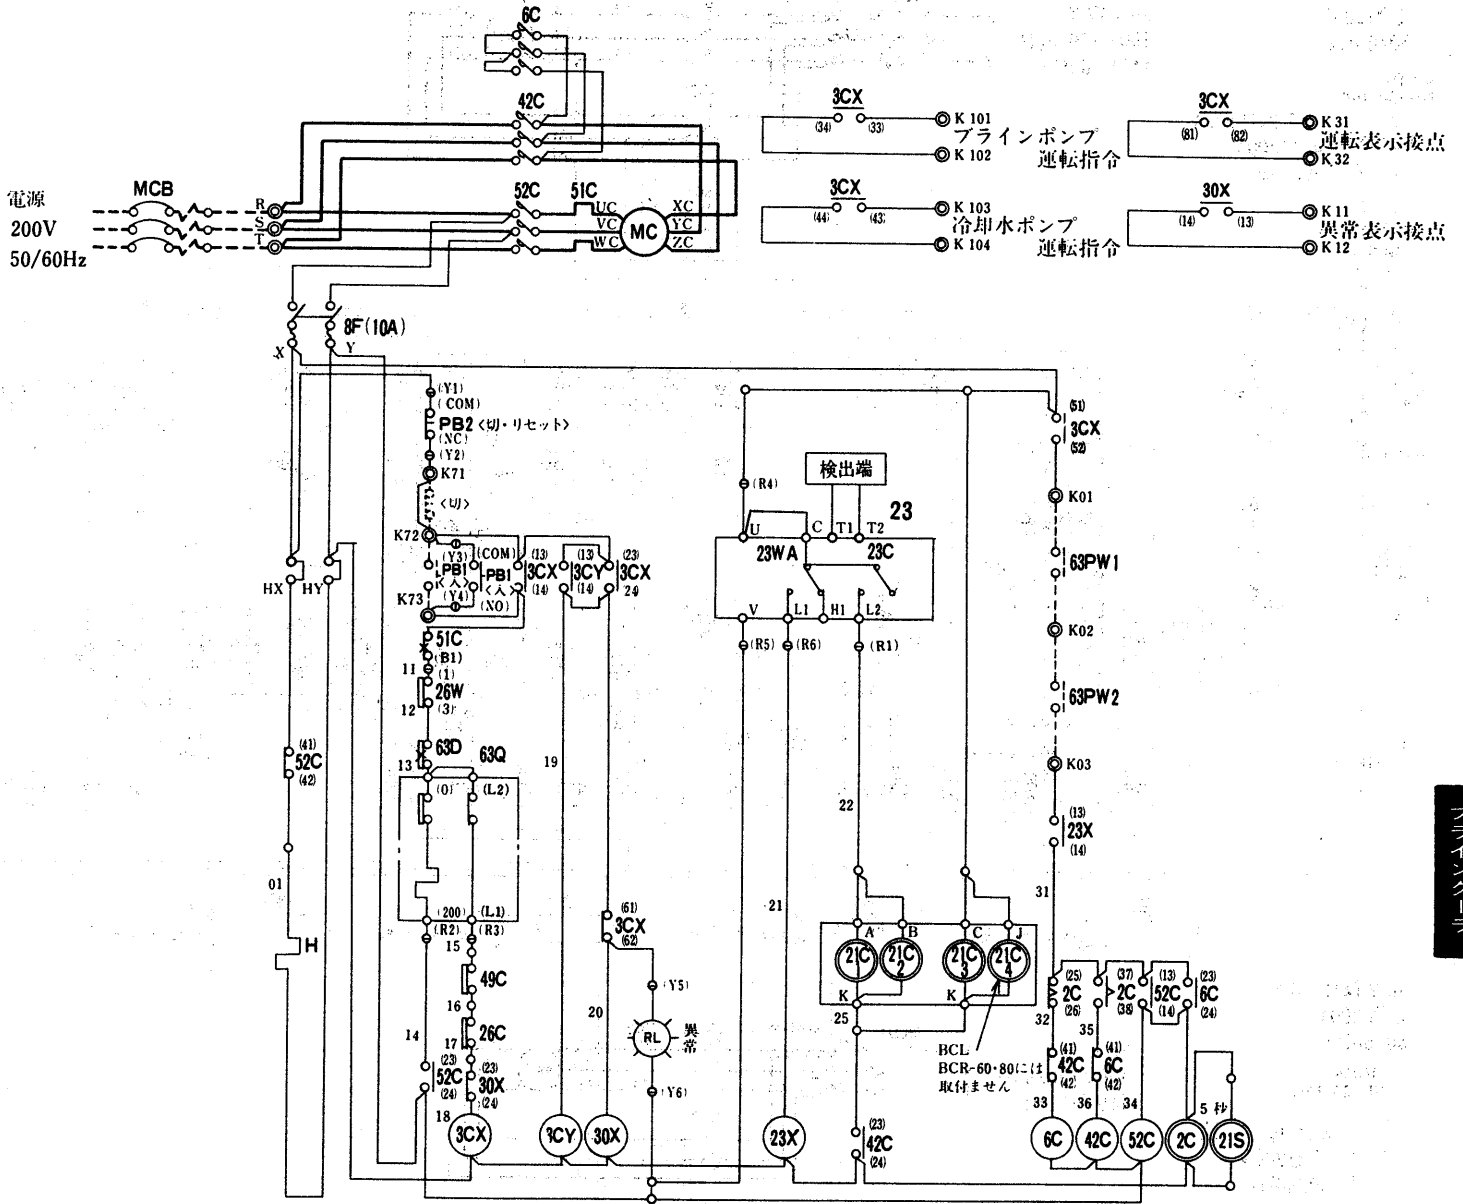 6C
42C
3CX
(34) (33)
K 101
ブラインポンプ
運転指令
K 102
3CX
(81) (82)
K 31
運転表示接点
K 32
電源
200V
50/60Hz
MCB
R
S
T
52C
51C
UC
VC
WC
MC
XC
YC
ZC
3CX
(44) (43)
K 103
冷却水ポンプ
運転指令
K 104
30X
(14) (13)
K 11
異常表示接点
K 12
8F(10A)
X
Y
(Y1)
(COM)
PB2〈切・リセット〉
(NC)
(Y2)
K71
〈切〉
K72
(Y3)
(COM)
PB1
〈入〉
(Y4)
PB1
〈入〉
(NO)
K73
(13)
3CX
(14)
(13)
3CY
(14)
(23)
3CX
24)
HX
HY
51C
(B1)
11
(1)
26W
12
(3)
63D
13
63Q
(0)
(L2)
(200)
(L1)
(R2)
(R3)
15
49C
16
26C
17
(23)
30X
(24)
18
14
(23)
52C
(24)
(41)
52C
(42)
01
H
19
20
(61)
3CX
(62)
(Y5)
RL
異常
(Y6)
(R4)
検出端
23
U
C
T1
T2
23WA
23C
V
L1
H1
L2
(R5)
(R6)
(R1)
22
21
A
B
C
J
21C
21C
2
21C
3
21C
4
K
K
25
BCL
BCR-60・80には
取付ません
(23)
42C
(24)
(51)
3CX
(52)
K01
63PW1
K02
63PW2
K03
(13)
23X
(14)
31
(25)
2C
(26)
(37)
2C
(38)
(13)
52C
(14)
(23)
6C
(24)
32
35
(41)
42C
(42)
(41)
6C
(42)
33
36
34
5 秒
3CX
3CY
30X
23X
6C
42C
52C
2C
21S
ブラインクーラ